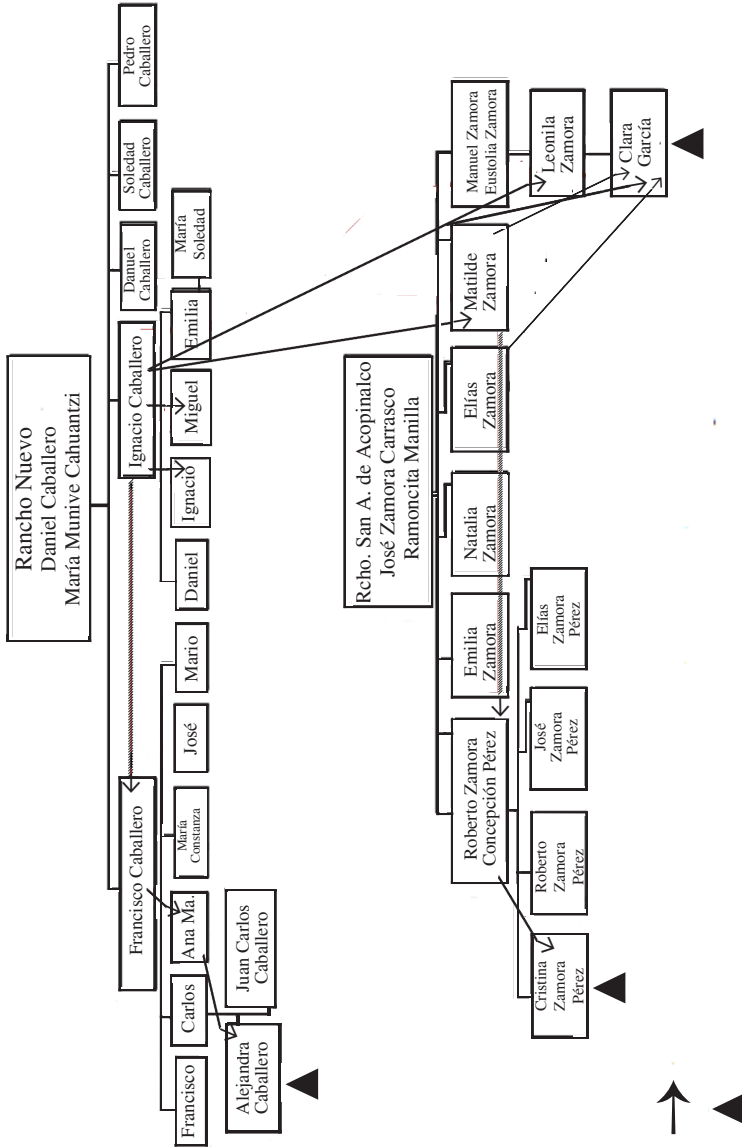 Rancho Nuevo
Daniel Caballero
María Munive Cahuantzi
Francisco Caballero
Ignacio Caballero
Danuel
Caballero
Soledad
Caballero
Pedro
Caballero
Francisco
Carlos
Ana Ma.
María
Constanza
José
Mario
Daniel
Ignacio
Miguel
Emilia
María
Soledad
Alejandra
Caballero
Juan Carlos
Caballero
Rcho. San A. de Acopinalco
José Zamora Carrasco
Ramoncita Manilla
Roberto Zamora
Concepción Pérez
Emilia
Zamora
Natalia
Zamora
Elías
Zamora
Matilde
Zamora
Manuel Zamora
Eustolia Zamora
Cristina
Zamora
Pérez
Roberto
Zamora
Pérez
José
Zamora
Pérez
Elías
Zamora
Pérez
Leonila
Zamora
Clara
García